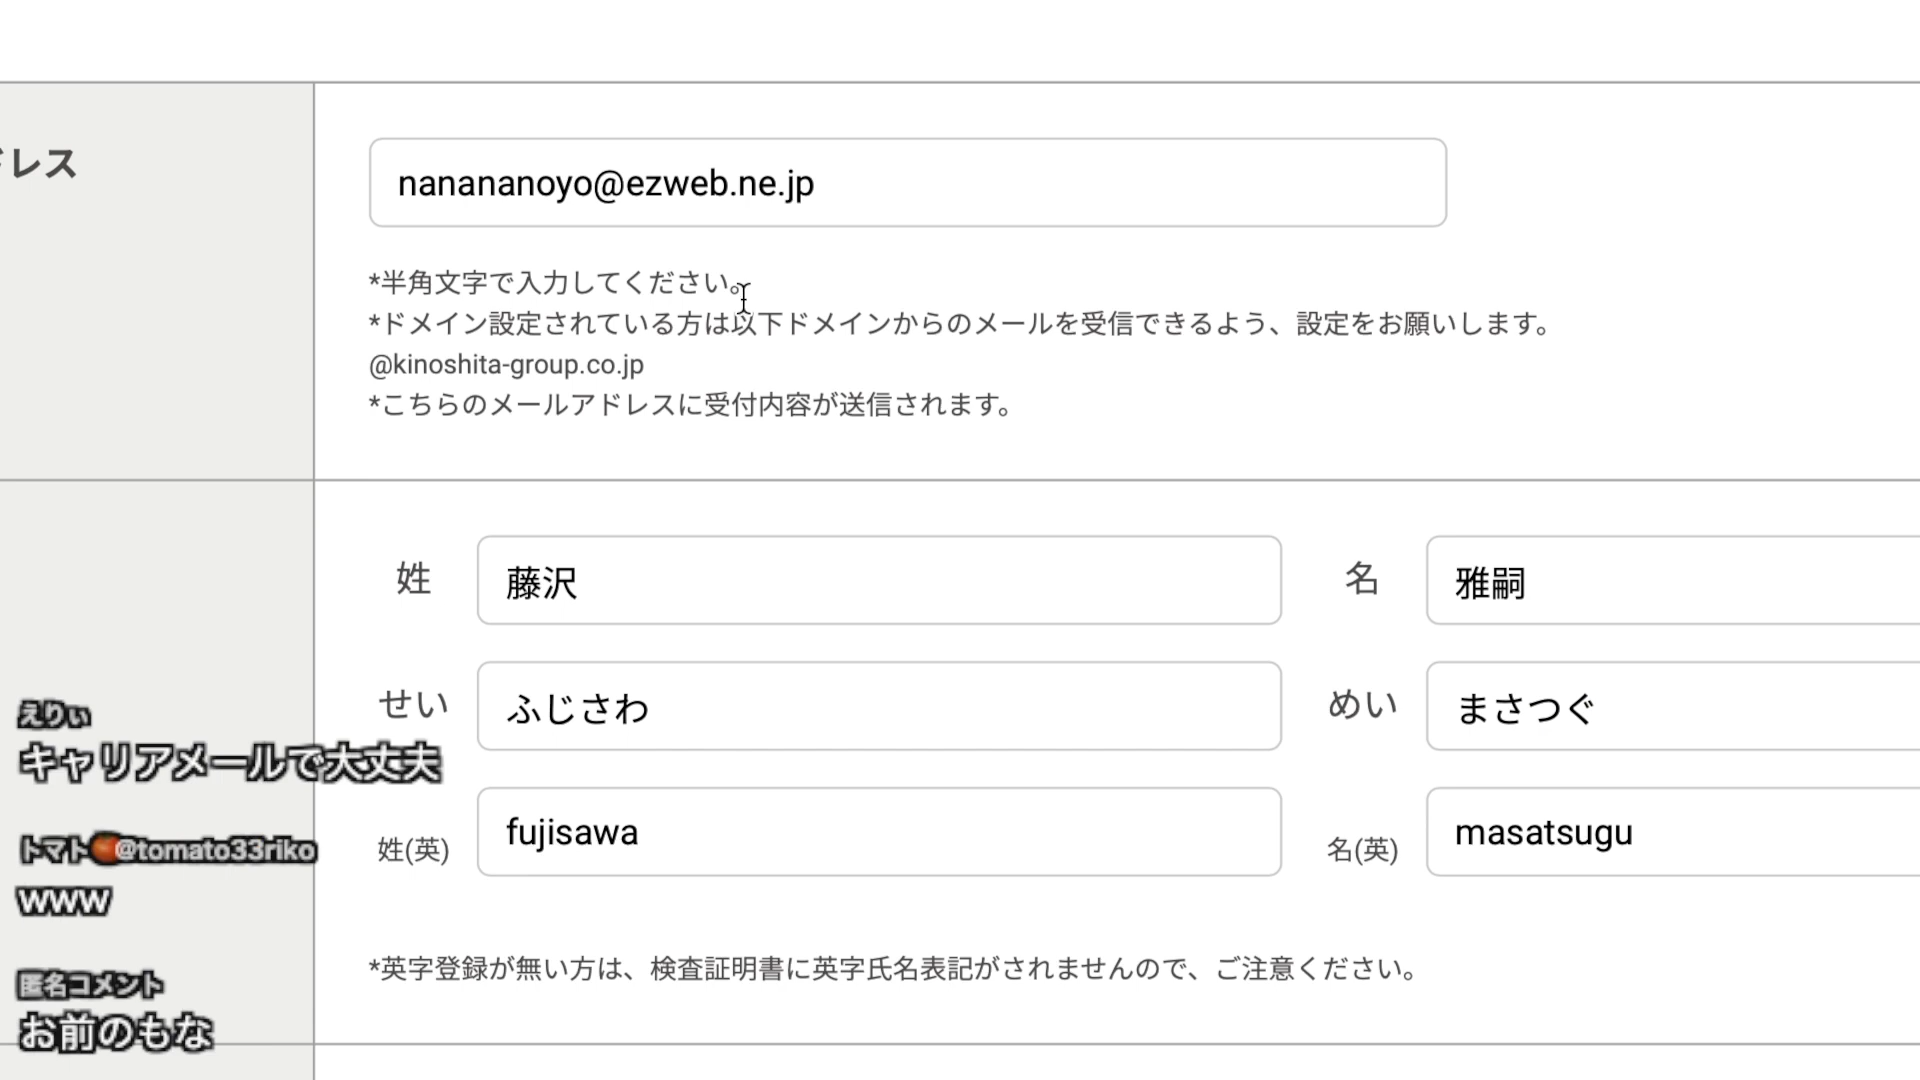 ドレス
nanananoyo@ezweb.ne.jp
*半角文字で入力してください。
*ドメイン設定されている方は以下ドメインからのメールを受信できるよう、設定をお願いします。
@kinoshita-group.co.jp
*こちらのメールアドレスに受付内容が送信されます。
姓 藤沢 名 雅嗣
せい ふじさわ めい まさつぐ
姓(英) fujisawa 名(英) masatsugu
*英字登録が無い方は、検査証明書に英字氏名表記がされませんので、ご注意ください。
えりぃ
キャリアメールで大丈夫
トマト🍅@tomato33riko
www
匿名コメント
お前のもな